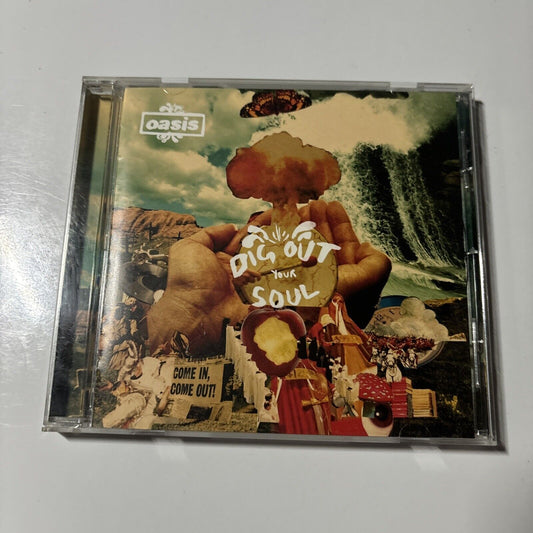 oasis
DIG OUT
YOUR
SOUL
COME IN,
COME OUT!